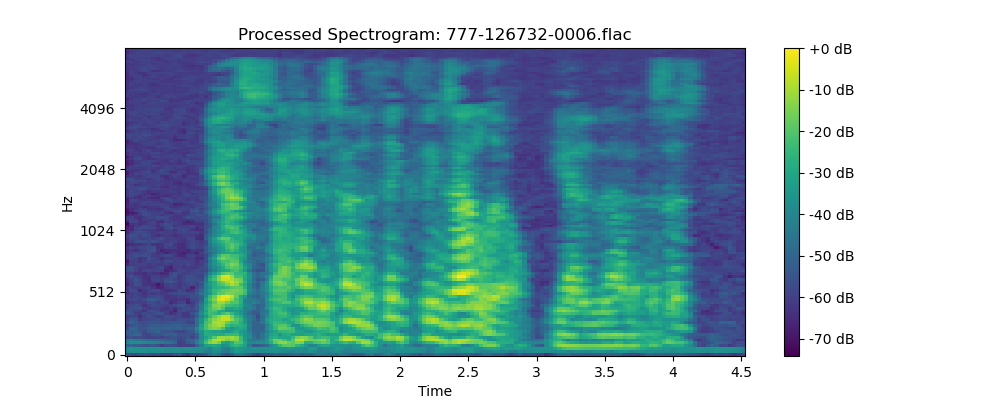 Processed Spectrogram: 777-126732-0006.flac
Hz
4096
2048
1024
512
0
0 0.5 1 1.5 2 2.5 3 3.5 4 4.5
Time
+0 dB
-10 dB
-20 dB
-30 dB
-40 dB
-50 dB
-60 dB
-70 dB